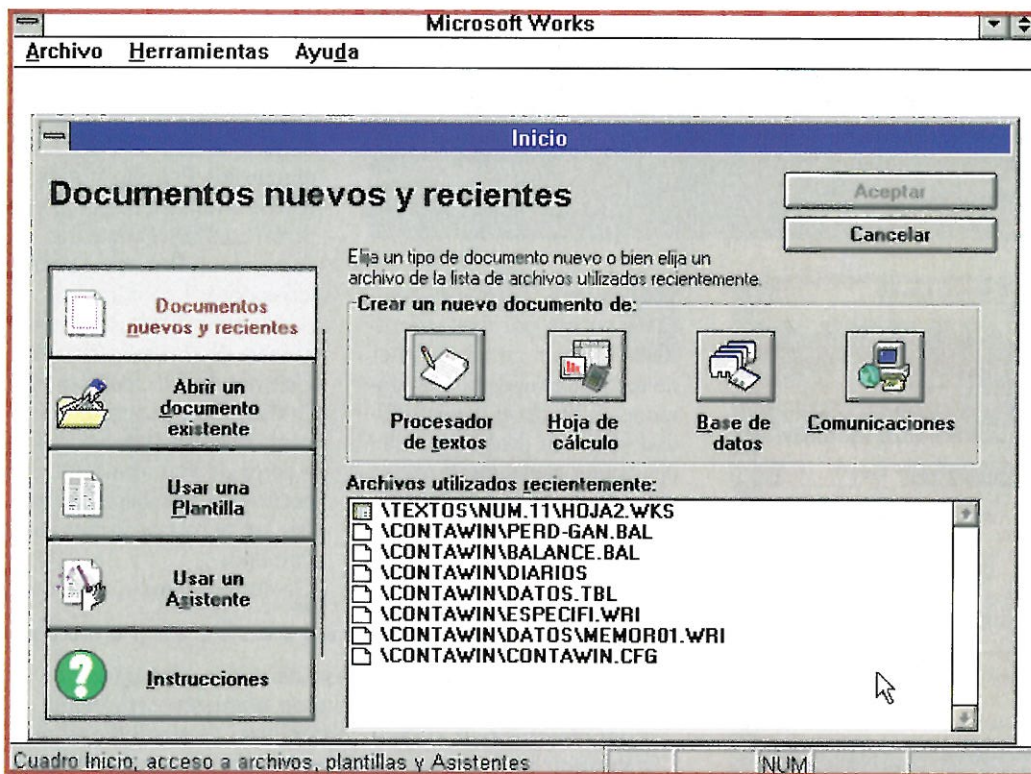 Microsoft Works
Archivo Herramientas Ayuda
Inicio
Documentos nuevos y recientes
Aceptar
Cancelar
Elija un tipo de documento nuevo o bien elija un
archivo de la lista de archivos utilizados recientemente.
Documentos
nuevos y recientes
Abrir un
documento
existente
Usar una
Plantilla
Usar un
Asistente
Instrucciones
Crear un nuevo documento de:
Procesador
de textos
Hoja de
cálculo
Base de
datos
Comunicaciones
Archivos utilizados recientemente:
\TEXTOS\NUM.11\HOJA2.WKS
\CONTAWIN\PERD-GAN.BAL
\CONTAWIN\BALANCE.BAL
\CONTAWIN\DIARIOS
\CONTAWIN\DATOS.TBL
\CONTAWIN\ESPECIFI.WRI
\CONTAWIN\DATOS\MEMOR01.WRI
\CONTAWIN\CONTAWIN.CFG
Cuadro Inicio; acceso a archivos, plantillas y Asistentes
NUM